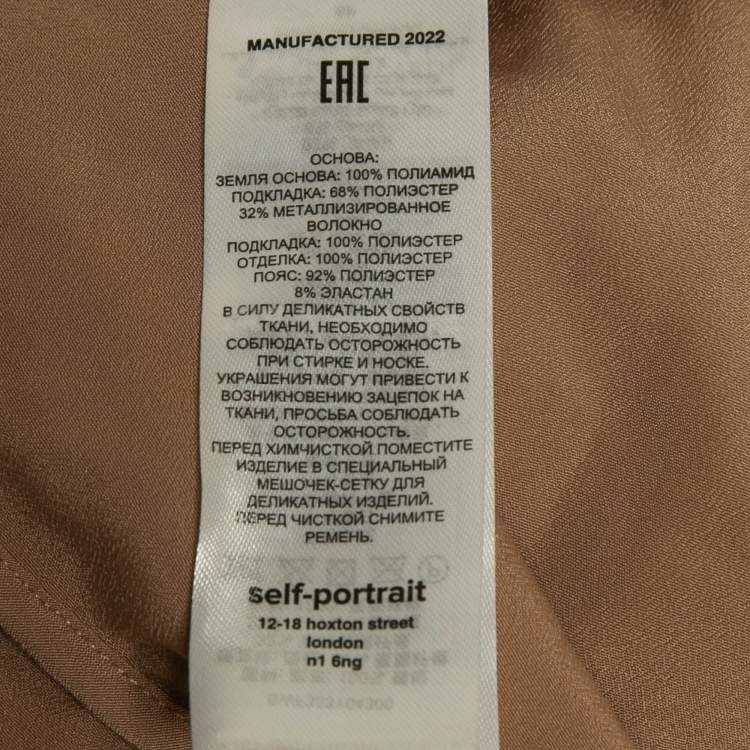 MANUFACTURED 2022
EAC
ОСНОВА:
ЗЕМЛЯ ОСНОВА: 100% ПОЛИАМИД
ПОДКЛАДКА: 68% ПОЛИЭСТЕР
32% МЕТАЛЛИЗИРОВАННОЕ
ВОЛОКНО
ПОДКЛАДКА: 100% ПОЛИЭСТЕР
ОТДЕЛКА: 100% ПОЛИЭСТЕР
ПОЯС: 92% ПОЛИЭСТЕР
8% ЭЛАСТАН
В СИЛУ ДЕЛИКАТНЫХ СВОЙСТВ
ТКАНИ, НЕОБХОДИМО
СОБЛЮДАТЬ ОСТОРОЖНОСТЬ
ПРИ СТИРКЕ И НОСКЕ.
УКРАШЕНИЯ МОГУТ ПРИВЕСТИ К
ВОЗНИКНОВЕНИЮ ЗАЦЕПОК НА
ТКАНИ, ПРОСЬБА СОБЛЮДАТЬ
ОСТОРОЖНОСТЬ.
ПЕРЕД ХИМЧИСТКОЙ ПОМЕСТИТЕ
ИЗДЕЛИЕ В СПЕЦИАЛЬНЫЙ
МЕШОЧЕК-СЕТКУ ДЛЯ
ДЕЛИКАТНЫХ ИЗДЕЛИЙ.
ПЕРЕД ЧИСТКОЙ СНИМИТЕ
РЕМЕНЬ.
self-portrait
12-18 hoxton street
london
n1 6ng